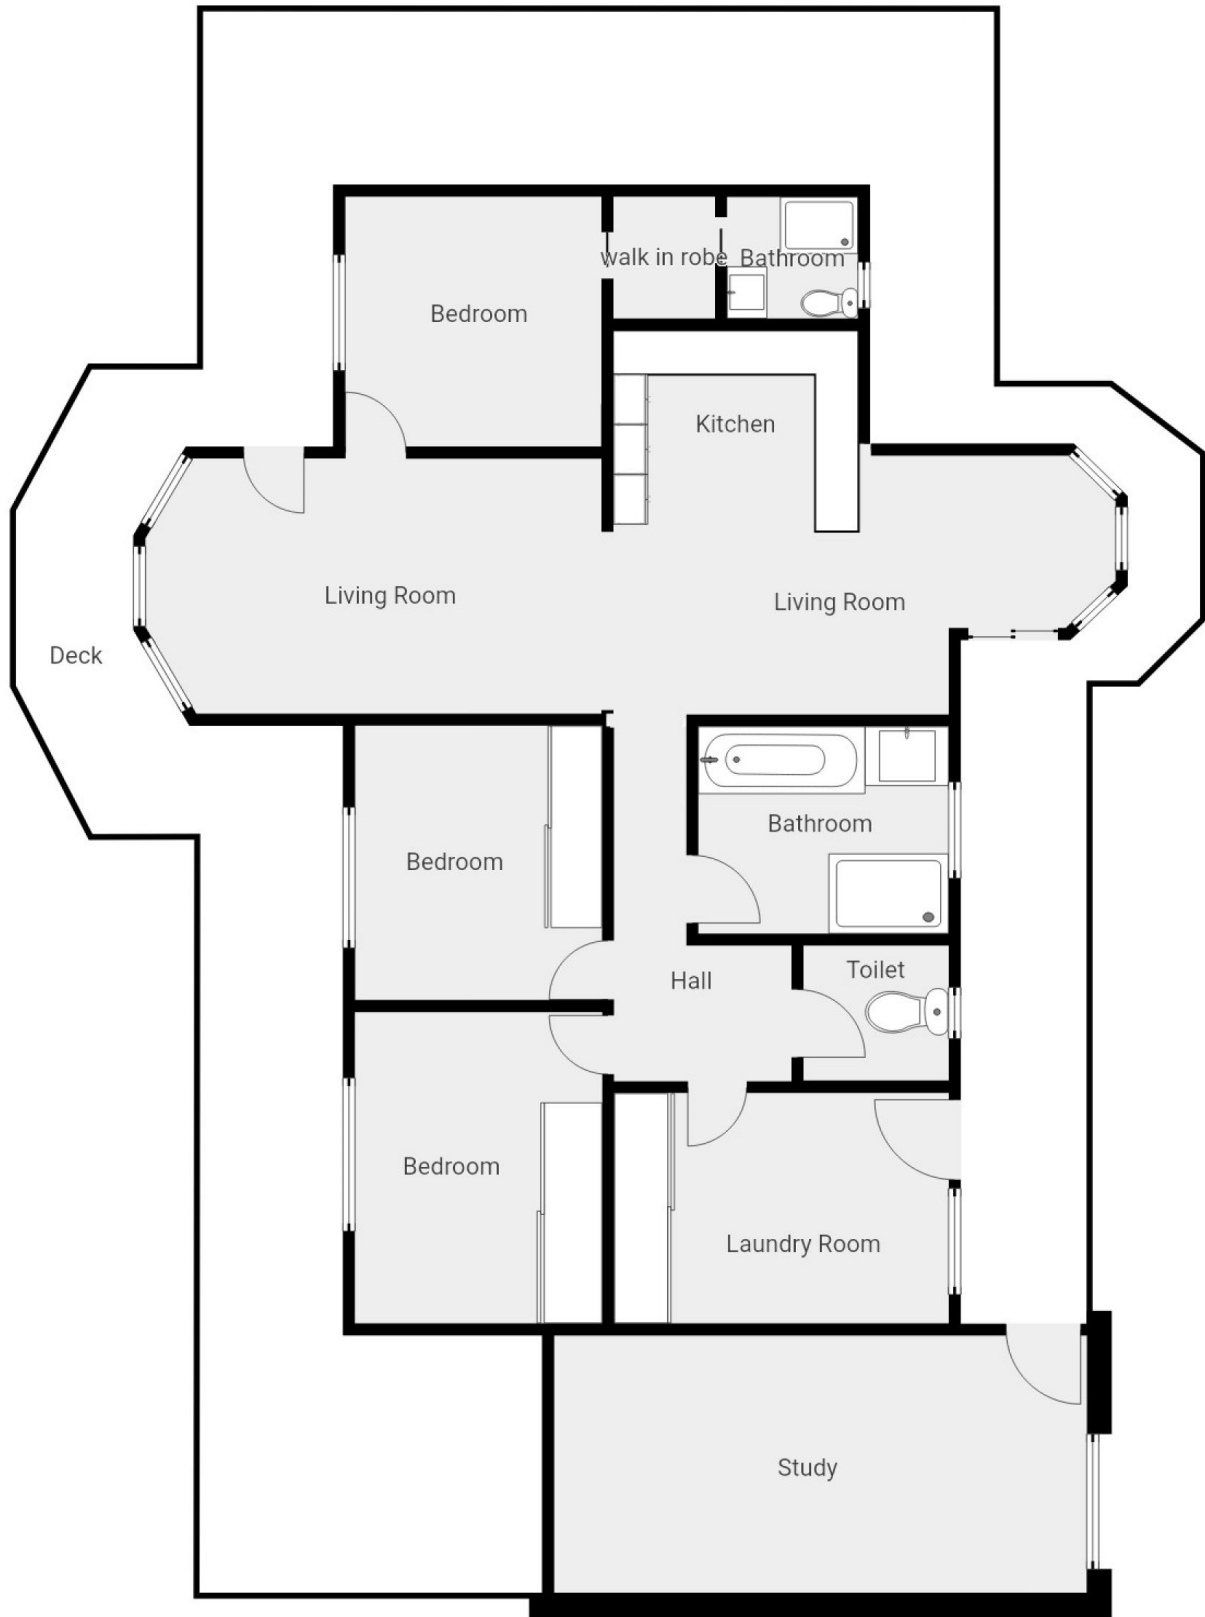 walk in robe
Bathroom
Bedroom
Kitchen
Living Room
Living Room
Deck
Bathroom
Bedroom
Toilet
Hall
Bedroom
Laundry Room
Study